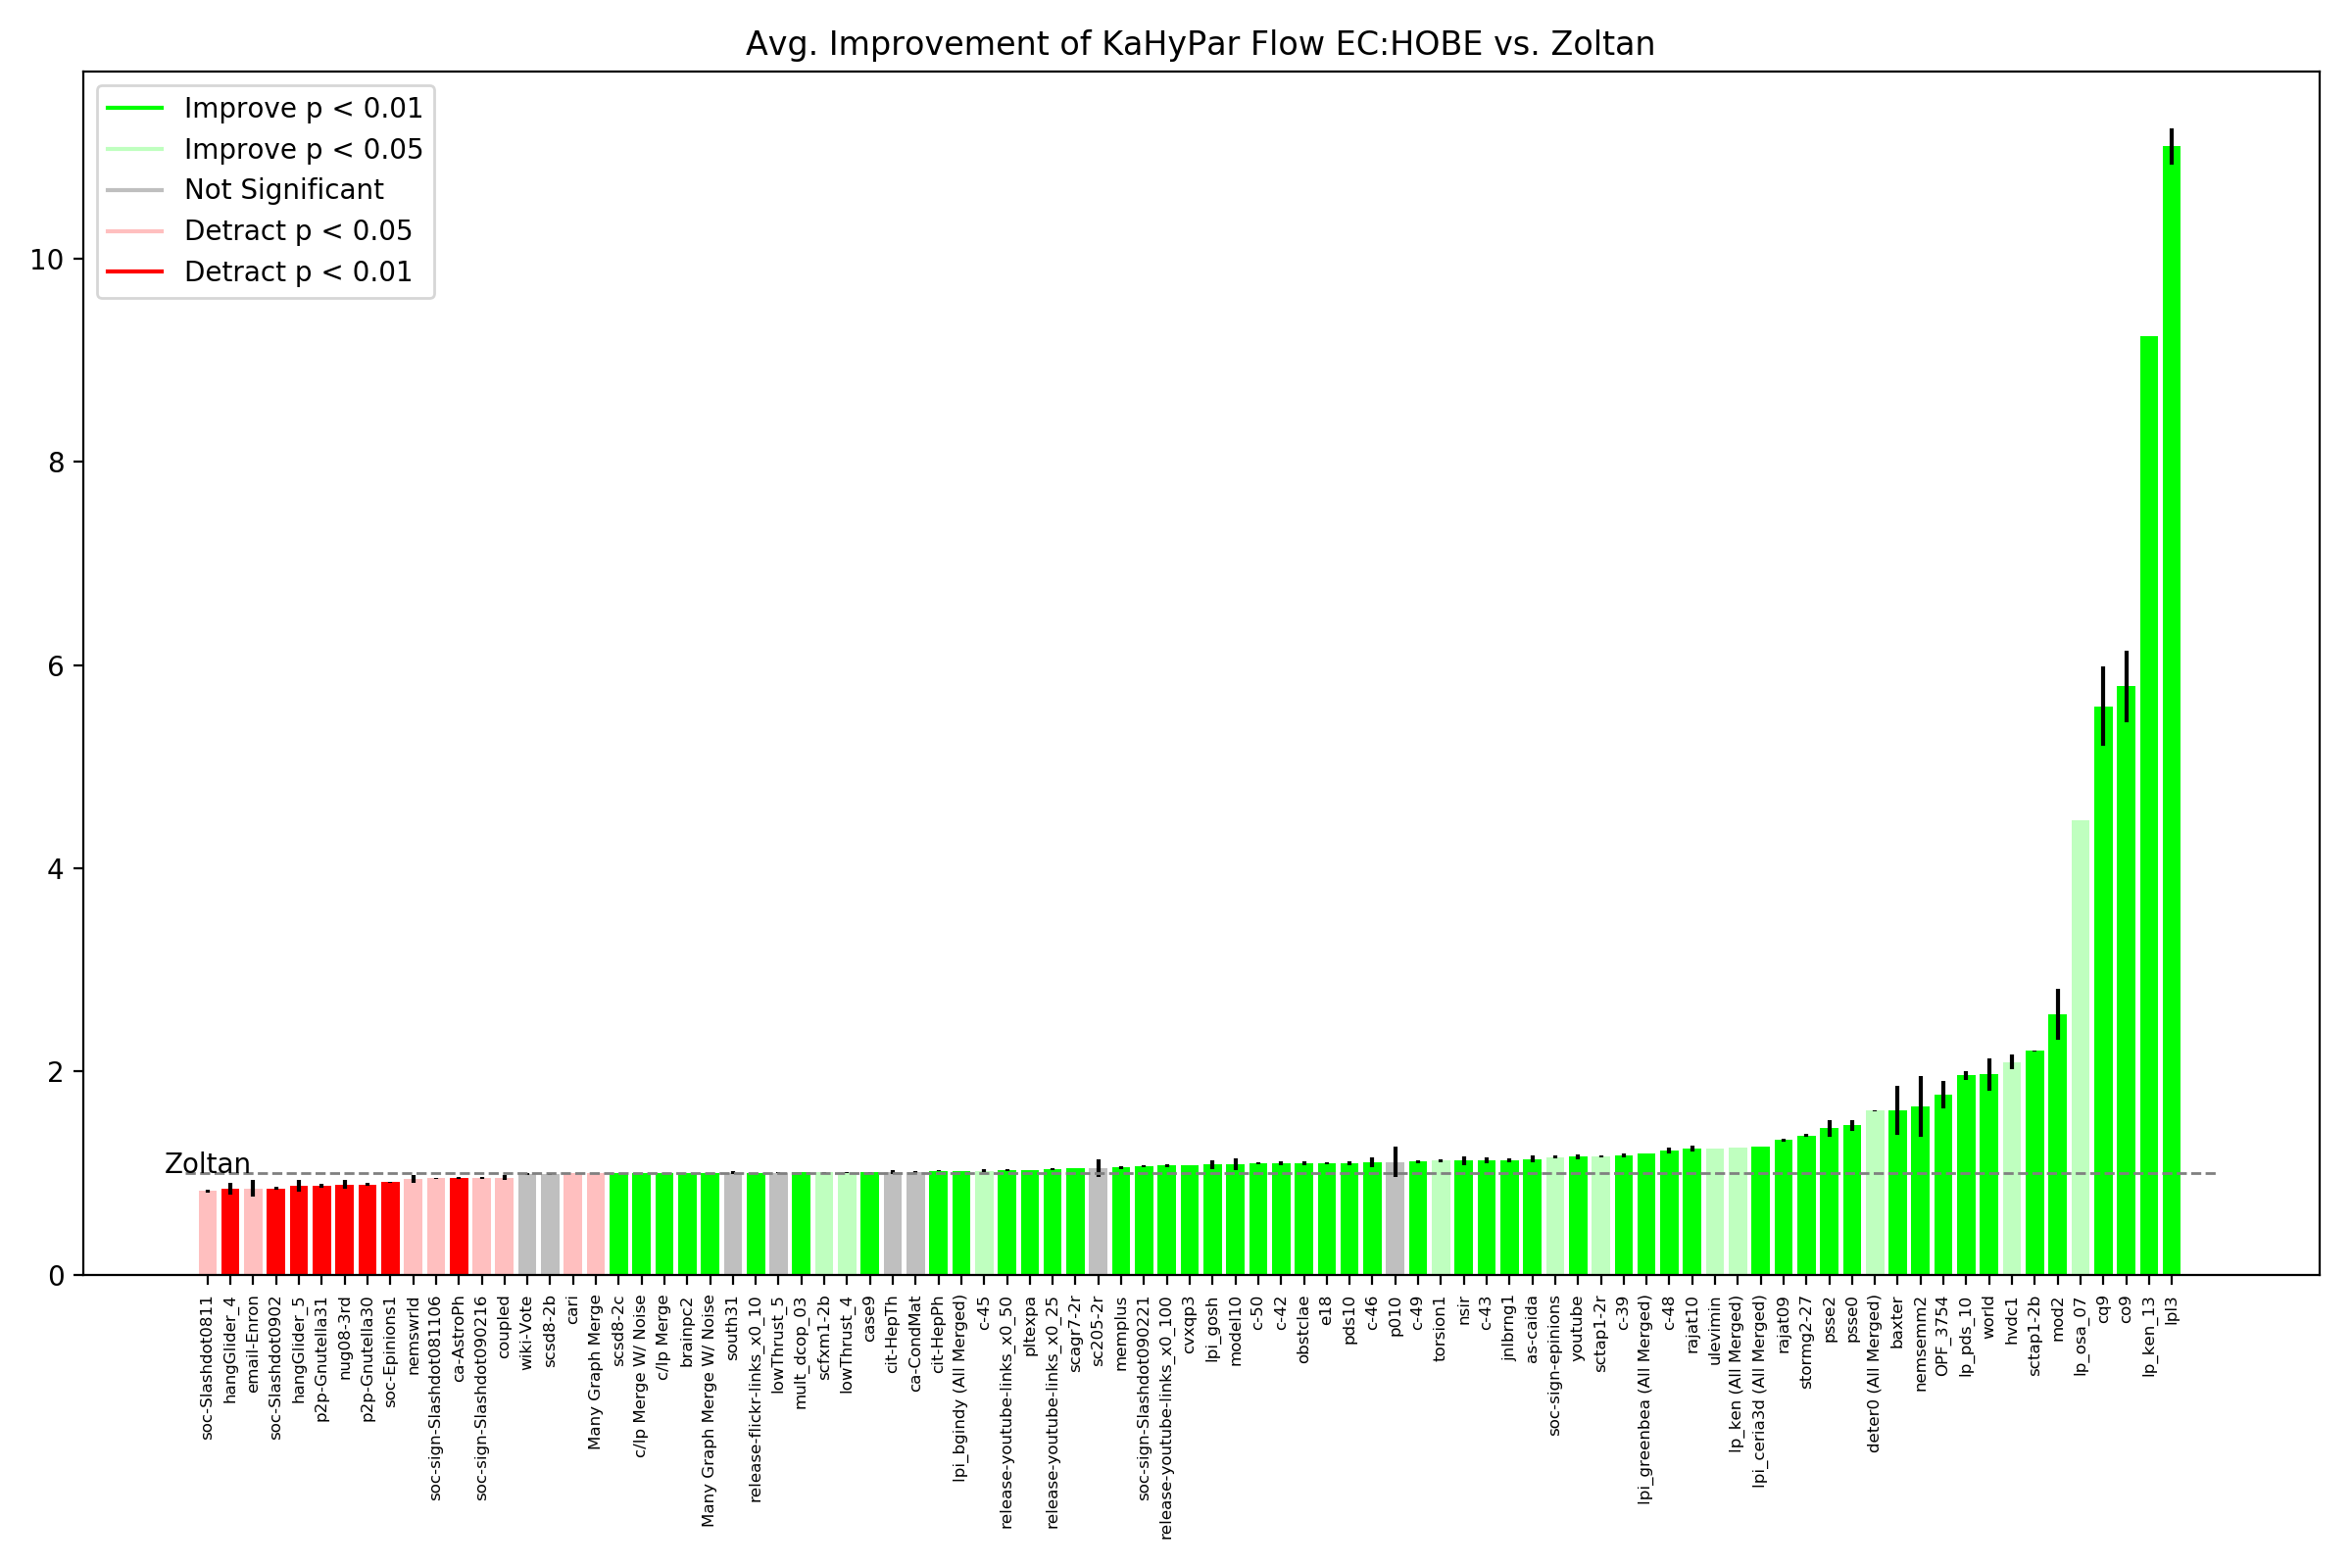 Avg. Improvement of KaHyPar Flow EC:HOBE vs. Zoltan
Improve p < 0.01
Improve p < 0.05
Not Significant
Detract p < 0.05
Detract p < 0.01
10
8
6
4
2
0
Zoltan
soc-Slashdot0811
hangGlider_4
email-Enron
soc-Slashdot0902
hangGlider_5
p2p-Gnutella31
nug08-3rd
p2p-Gnutella30
soc-Epinions1
nemswrld
soc-sign-Slashdot081106
ca-AstroPh
soc-sign-Slashdot090216
coupled
wiki-Vote
scsd8-2b
cari
Many Graph Merge
scsd8-2c
c/lp Merge W/ Noise
c/lp Merge
brainpc2
Many Graph Merge W/ Noise
south31
release-flickr-links_x0_10
lowThrust_5
mult_dcop_03
scfxm1-2b
lowThrust_4
case9
cit-HepTh
ca-CondMat
cit-HepPh
lpi_bgindy (All Merged)
c-45
release-youtube-links_x0_50
pltexpa
release-youtube-links_x0_25
scagr7-2r
sc205-2r
memplus
soc-sign-Slashdot090221
release-youtube-links_x0_100
cvxqp3
lpi_gosh
model10
c-50
c-42
obstclae
e18
pds10
c-46
p010
c-49
torsion1
nsir
c-43
jnlbrng1
as-caida
soc-sign-epinions
youtube
sctap1-2r
c-39
lpi_greenbea (All Merged)
c-48
rajat10
ulevimin
lp_ken (All Merged)
lpi_ceria3d (All Merged)
rajat09
stormg2-27
psse2
psse0
deter0 (All Merged)
baxter
nemsemm2
OPF_3754
lp_pds_10
world
hvdc1
sctap1-2b
mod2
lp_osa_07
cq9
co9
lp_ken_13
lpl3